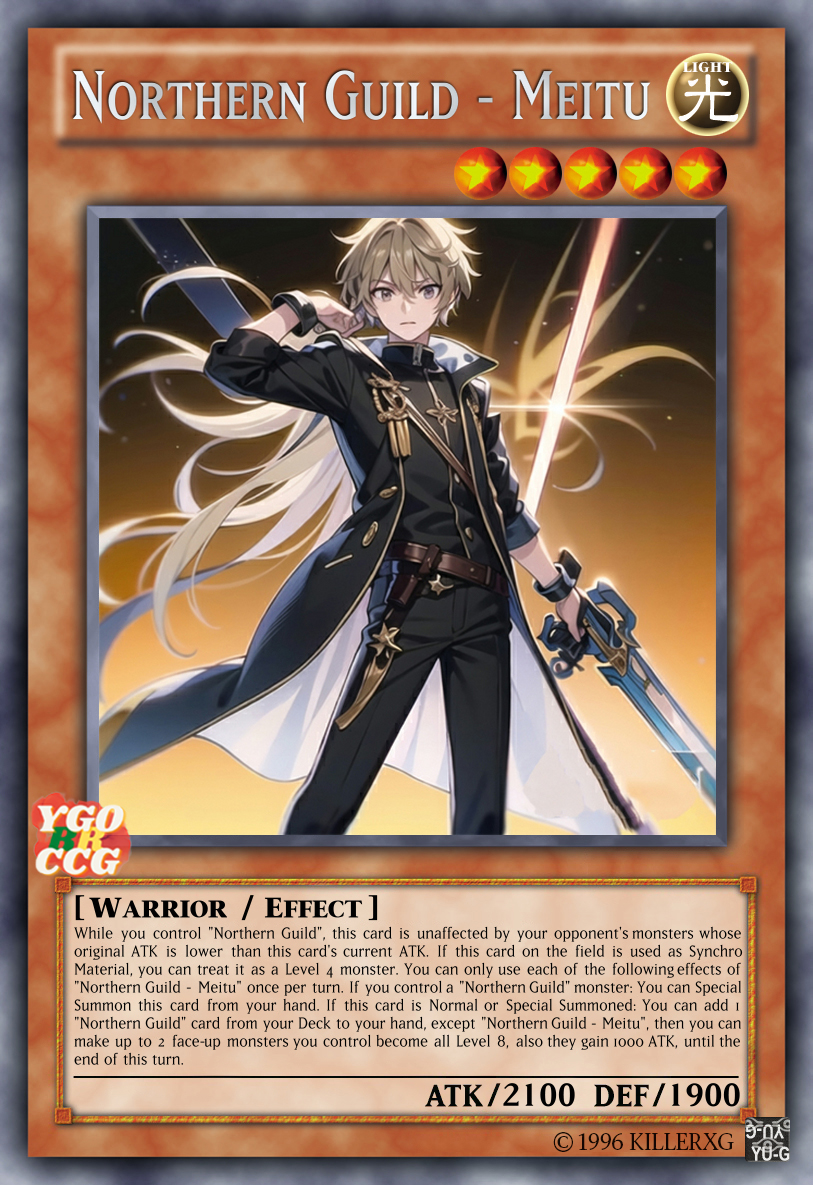 Northern Guild - Meitu
LIGHT
光
YGO
RR
CCG
[ Warrior / Effect ]
While you control "Northern Guild", this card is unaffected by your opponent's monsters whose
original ATK is lower than this card's current ATK. If this card on the field is used as Synchro
Material, you can treat it as a Level 4 monster. You can only use each of the following effects of
"Northern Guild - Meitu" once per turn. If you control a "Northern Guild" monster: You can Special
Summon this card from your hand. If this card is Normal or Special Summoned: You can add 1
"Northern Guild" card from your Deck to your hand, except "Northern Guild - Meitu", then you can
make up to 2 face-up monsters you control become all Level 8, also they gain 1000 ATK, until the
end of this turn.
ATK/2100 DEF/1900
© 1996 KILLERXG
YU-G
YU-G